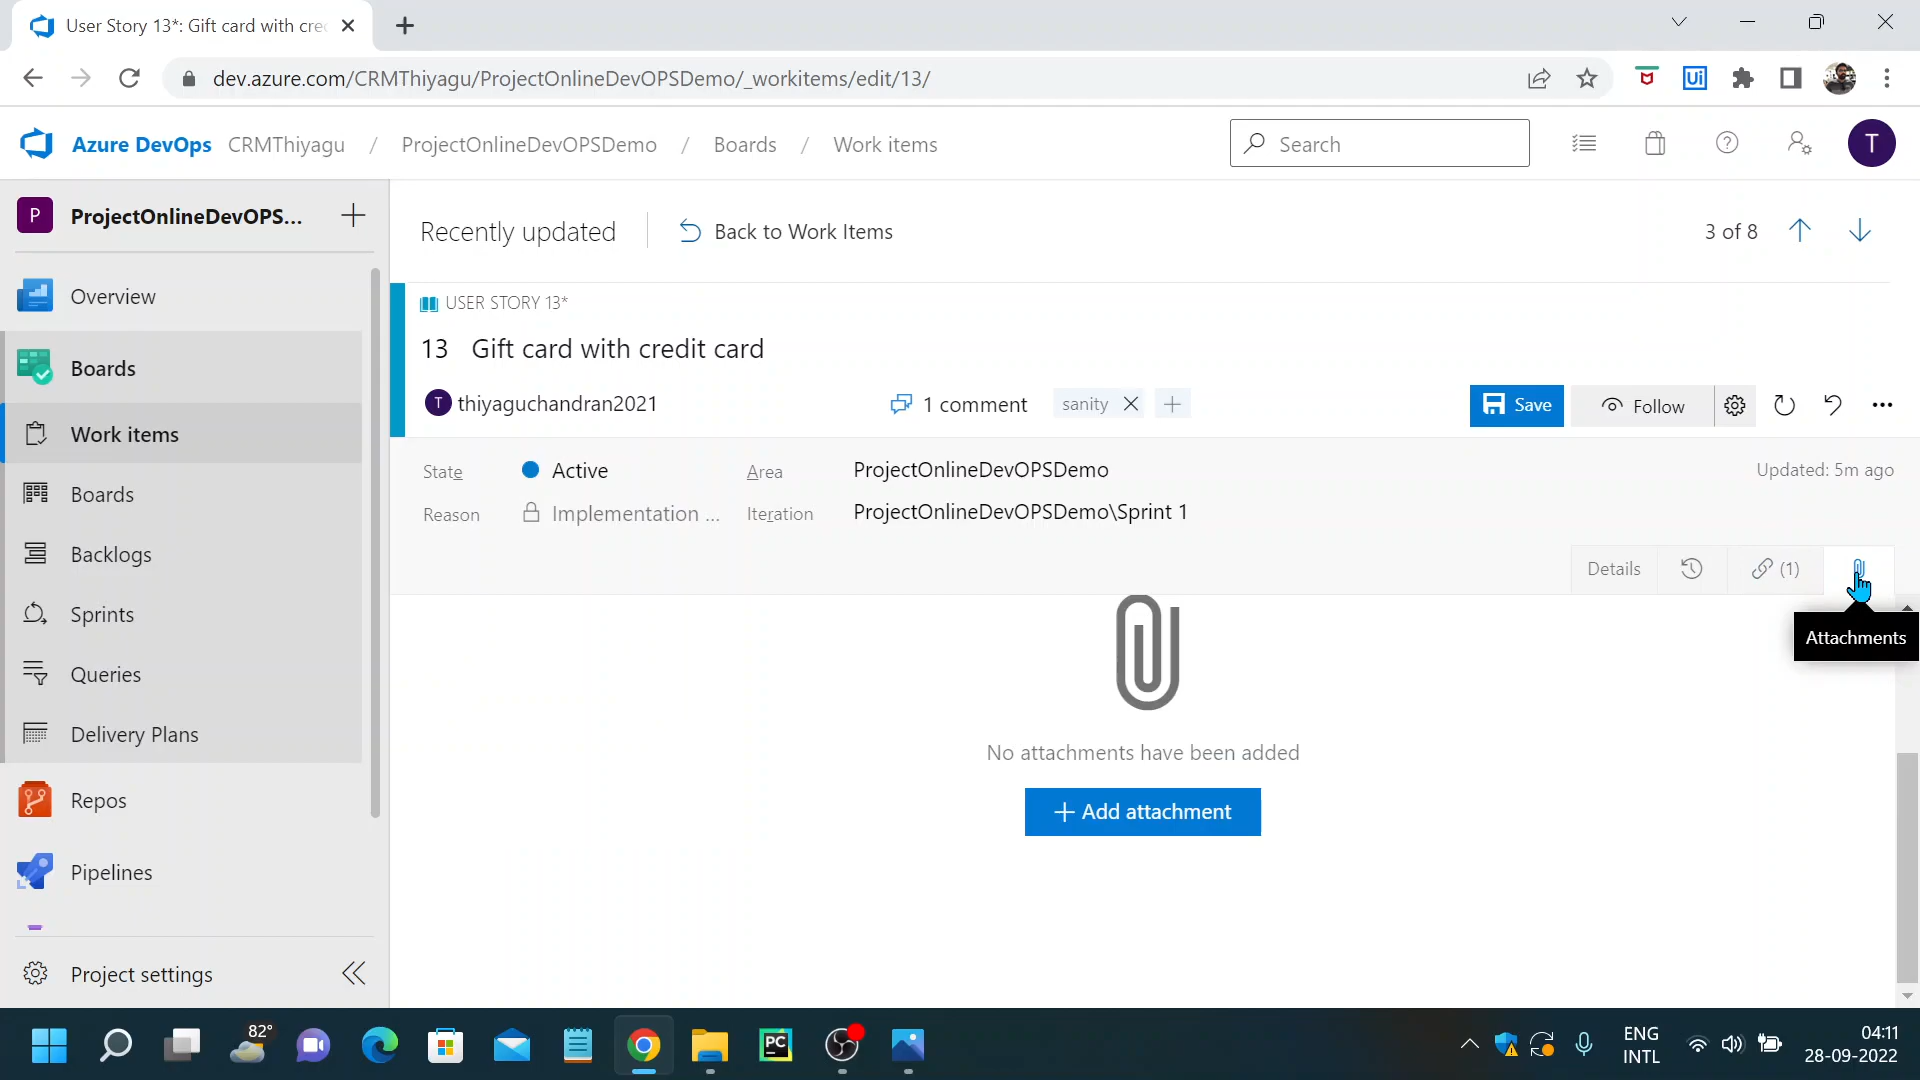 User Story 13*: Gift card with cre
dev.azure.com/CRMThiyagu/ProjectOnlineDevOPSDemo/_workitems/edit/13/
Ui
Azure DevOps CRMThiyagu / ProjectOnlineDevOPSDemo / Boards / Work items
Search
T
P ProjectOnlineDevOPS...
Recently updated
Back to Work Items
3 of 8
Overview
USER STORY 13*
13 Gift card with credit card
Boards
T thiyaguchandran2021
1 comment
sanity
Save
Follow
Work items
State Active
Area ProjectOnlineDevOPSDemo
Updated: 5m ago
Boards
Reason Implementation ...
Iteration ProjectOnlineDevOPSDemo\Sprint 1
Backlogs
Details
(1)
Sprints
Attachments
Queries
Delivery Plans
No attachments have been added
Repos
Add attachment
Pipelines
Project settings
82°
PC
ENG
INTL
04:11
28-09-2022